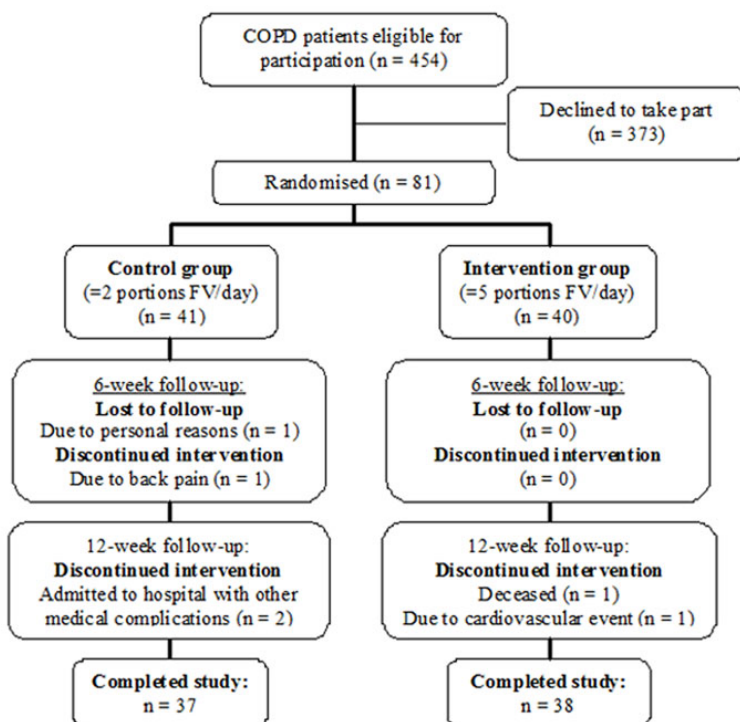 COPD patients eligible for
participation (n = 454)
Declined to take part
(n = 373)
Randomised (n = 81)
Control group
(=2 portions FV/day)
(n = 41)
Intervention group
(=5 portions FV/day)
(n = 40)
6-week follow-up:
Lost to follow-up
Due to personal reasons (n = 1)
Discontinued intervention
Due to back pain (n = 1)
6-week follow-up:
Lost to follow-up
(n = 0)
Discontinued intervention
(n = 0)
12-week follow-up:
Discontinued intervention
Admitted to hospital with other
medical complications (n = 2)
12-week follow-up:
Discontinued intervention
Deceased (n = 1)
Due to cardiovascular event (n = 1)
Completed study:
n = 37
Completed study:
n = 38